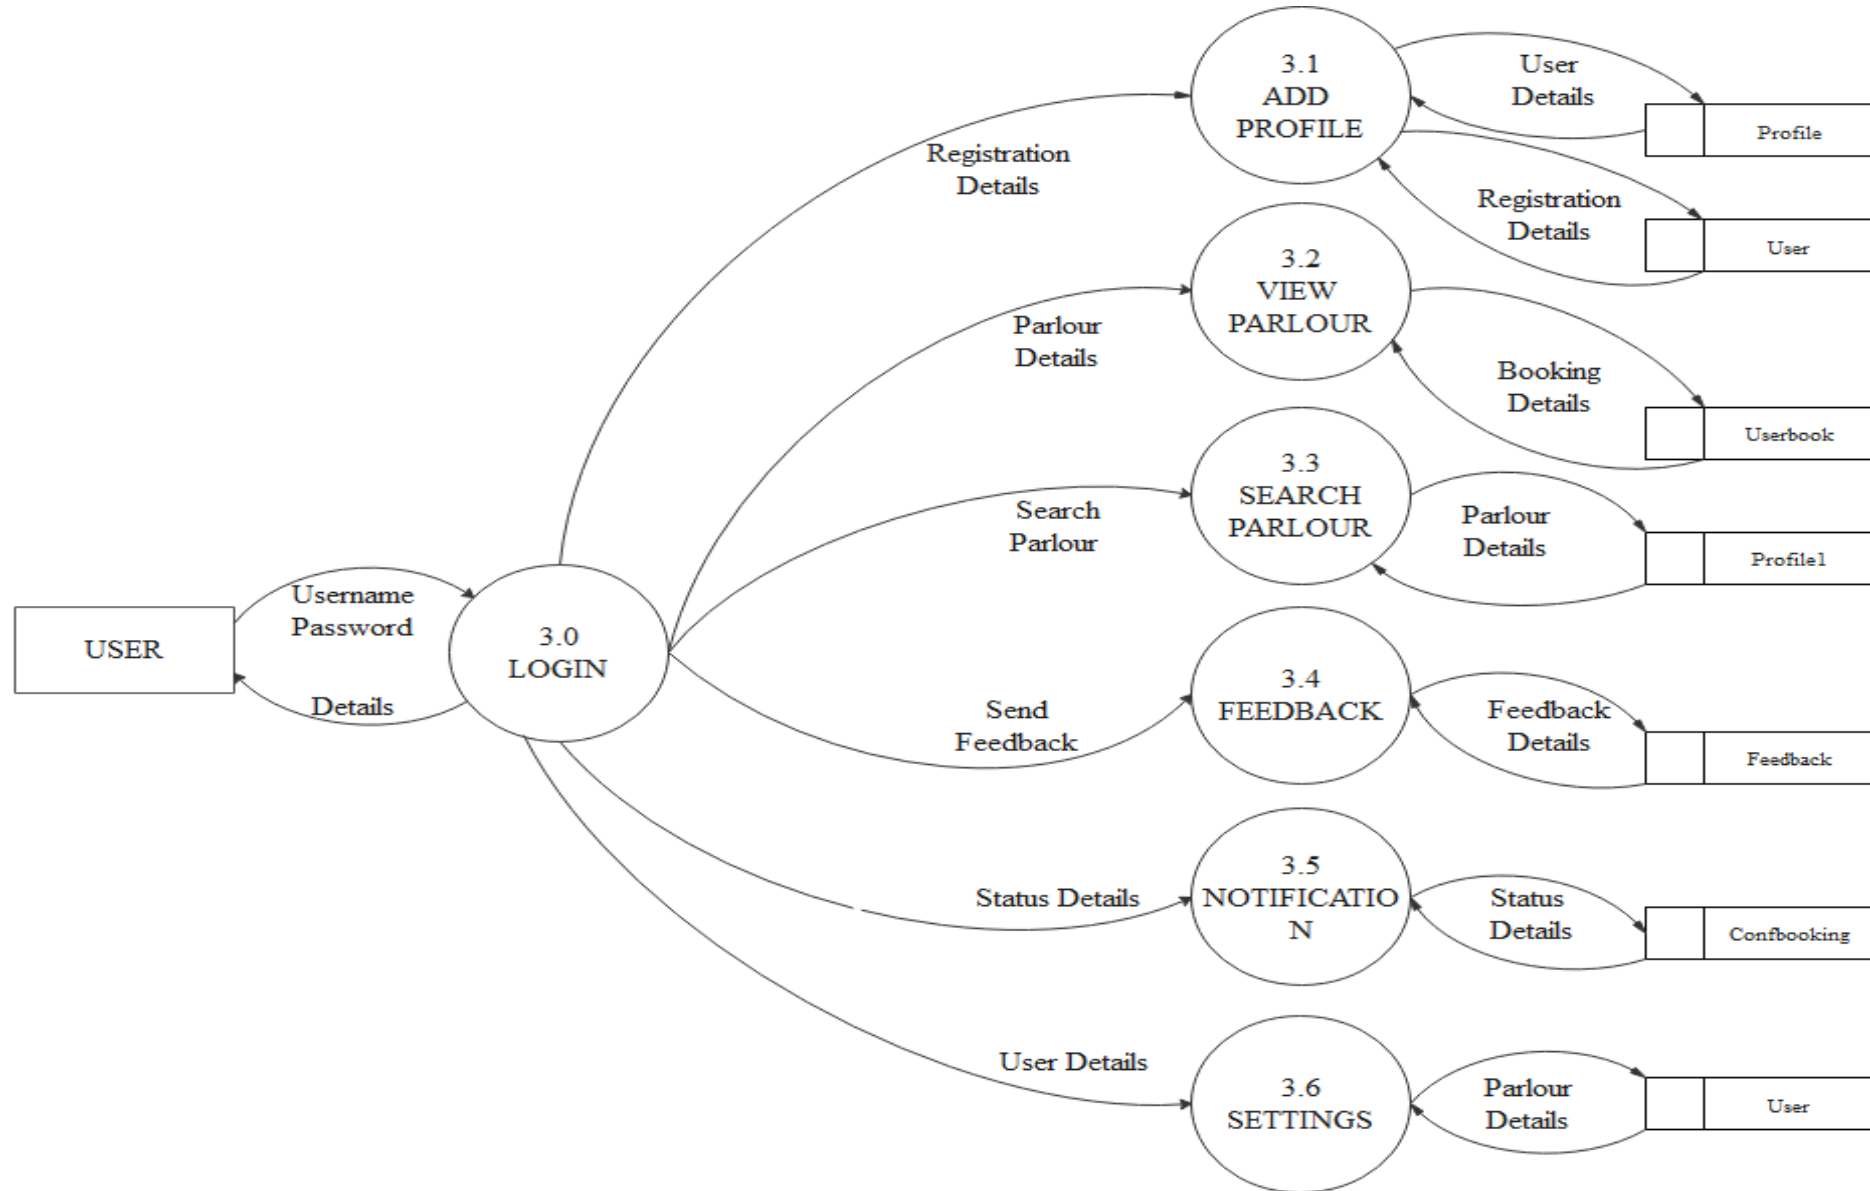 3.1
ADD
PROFILE
User
Details
Profile
Registration
Details
Registration
Details
User
3.2
VIEW
PARLOUR
Parlour
Details
Booking
Details
Userbook
3.3
SEARCH
PARLOUR
Search
Parlour
Parlour
Details
Profile1
USER
Username
Password
Details
3.0
LOGIN
Send
Feedback
3.4
FEEDBACK
Feedback
Details
Feedback
Status Details
3.5
NOTIFICATIO
N
Status
Details
Confbooking
User Details
3.6
SETTINGS
Parlour
Details
User